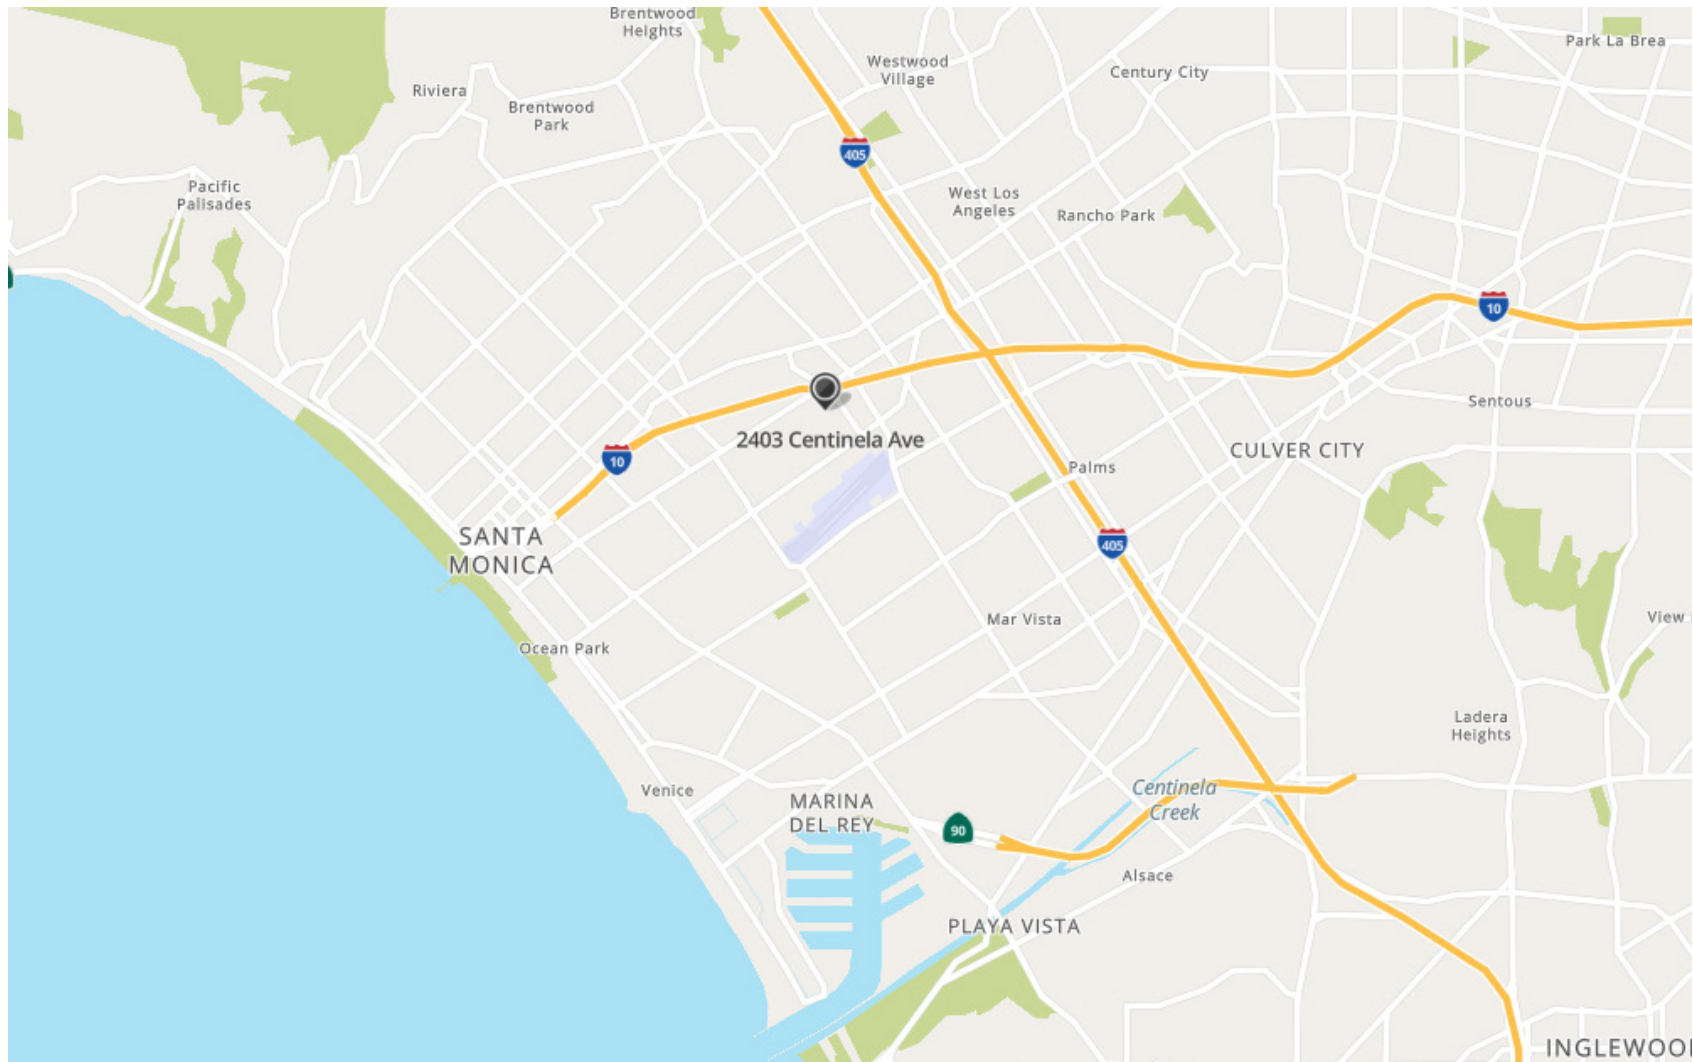 Brentwood
Heights
Park La Brea
Westwood
Village
Century City
Riviera
Brentwood
Park
405
Pacific
Palisades
West Los
Angeles
Rancho Park
10
2403 Centinela Ave
Sentous
CULVER CITY
10
Palms
SANTA
MONICA
405
Mar Vista
View
Ocean Park
Ladera
Heights
Venice
MARINA
DEL REY
Centinela
Creek
90
Alsace
PLAYA VISTA
INGLEWOO